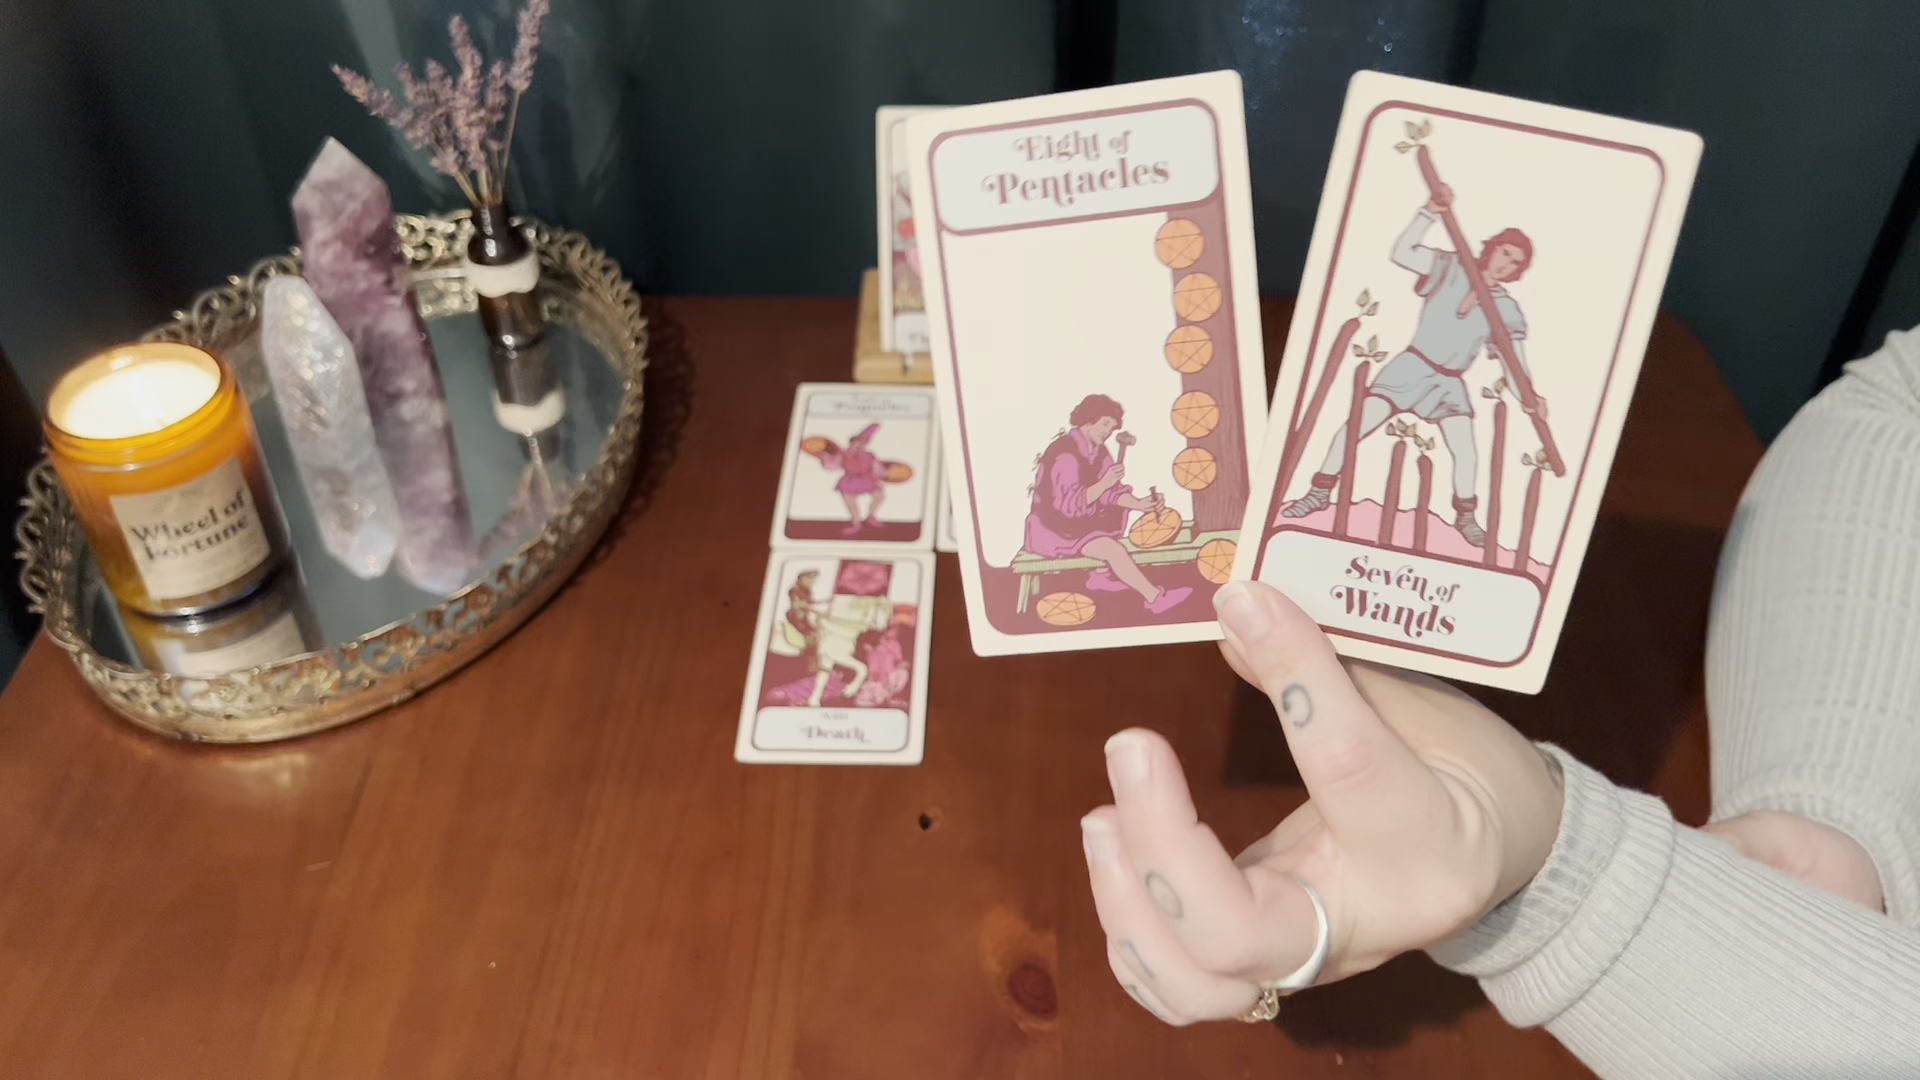 Eight of
Pentacles
Seven of
Wands
Wheel of
Fortune
Death